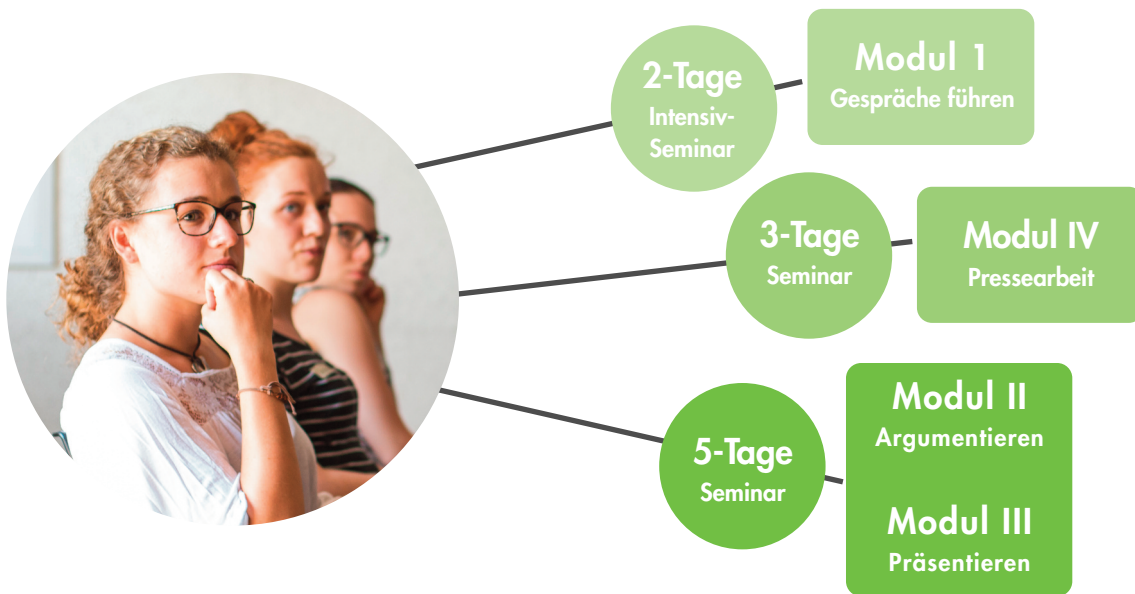 2-Tage
Intensiv-
Seminar
Modul 1
Gespräche führen
3-Tage
Seminar
Modul IV
Pressearbeit
5-Tage
Seminar
Modul II
Argumentieren
Modul III
Präsentieren